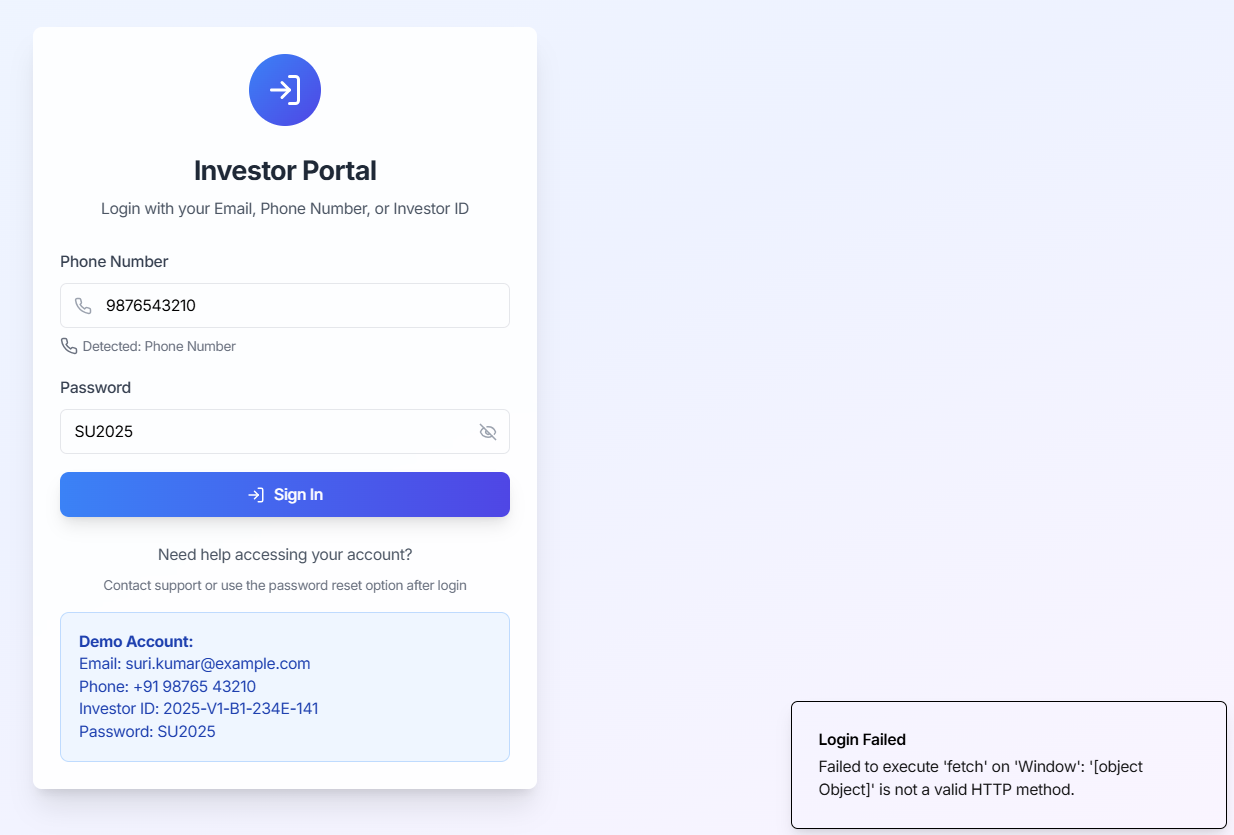 Investor Portal
Login with your Email, Phone Number, or Investor ID
Phone Number
9876543210
Detected: Phone Number
Password
SU2025
Sign In
Need help accessing your account?
Contact support or use the password reset option after login
Demo Account:
Email: suri.kumar@example.com
Phone: +91 98765 43210
Investor ID: 2025-V1-B1-234E-141
Password: SU2025
Login Failed
Failed to execute 'fetch' on 'Window': '[object
Object]' is not a valid HTTP method.